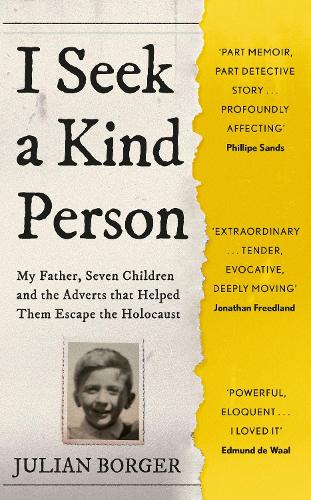 I Seek
a Kind
Person
My Father, Seven Children
and the Adverts that Helped
Them Escape the Holocaust
JULIAN BORGER
‘PART MEMOIR,
PART DETECTIVE
STORY . . .
PROFOUNDLY
AFFECTING’
Phillipe Sands
‘EXTRAORDINARY
. . . TENDER,
EVOCATIVE,
DEEPLY MOVING’
Jonathan Freedland
‘POWERFUL,
ELOQUENT . . .
I LOVED IT’
Edmund de Waal